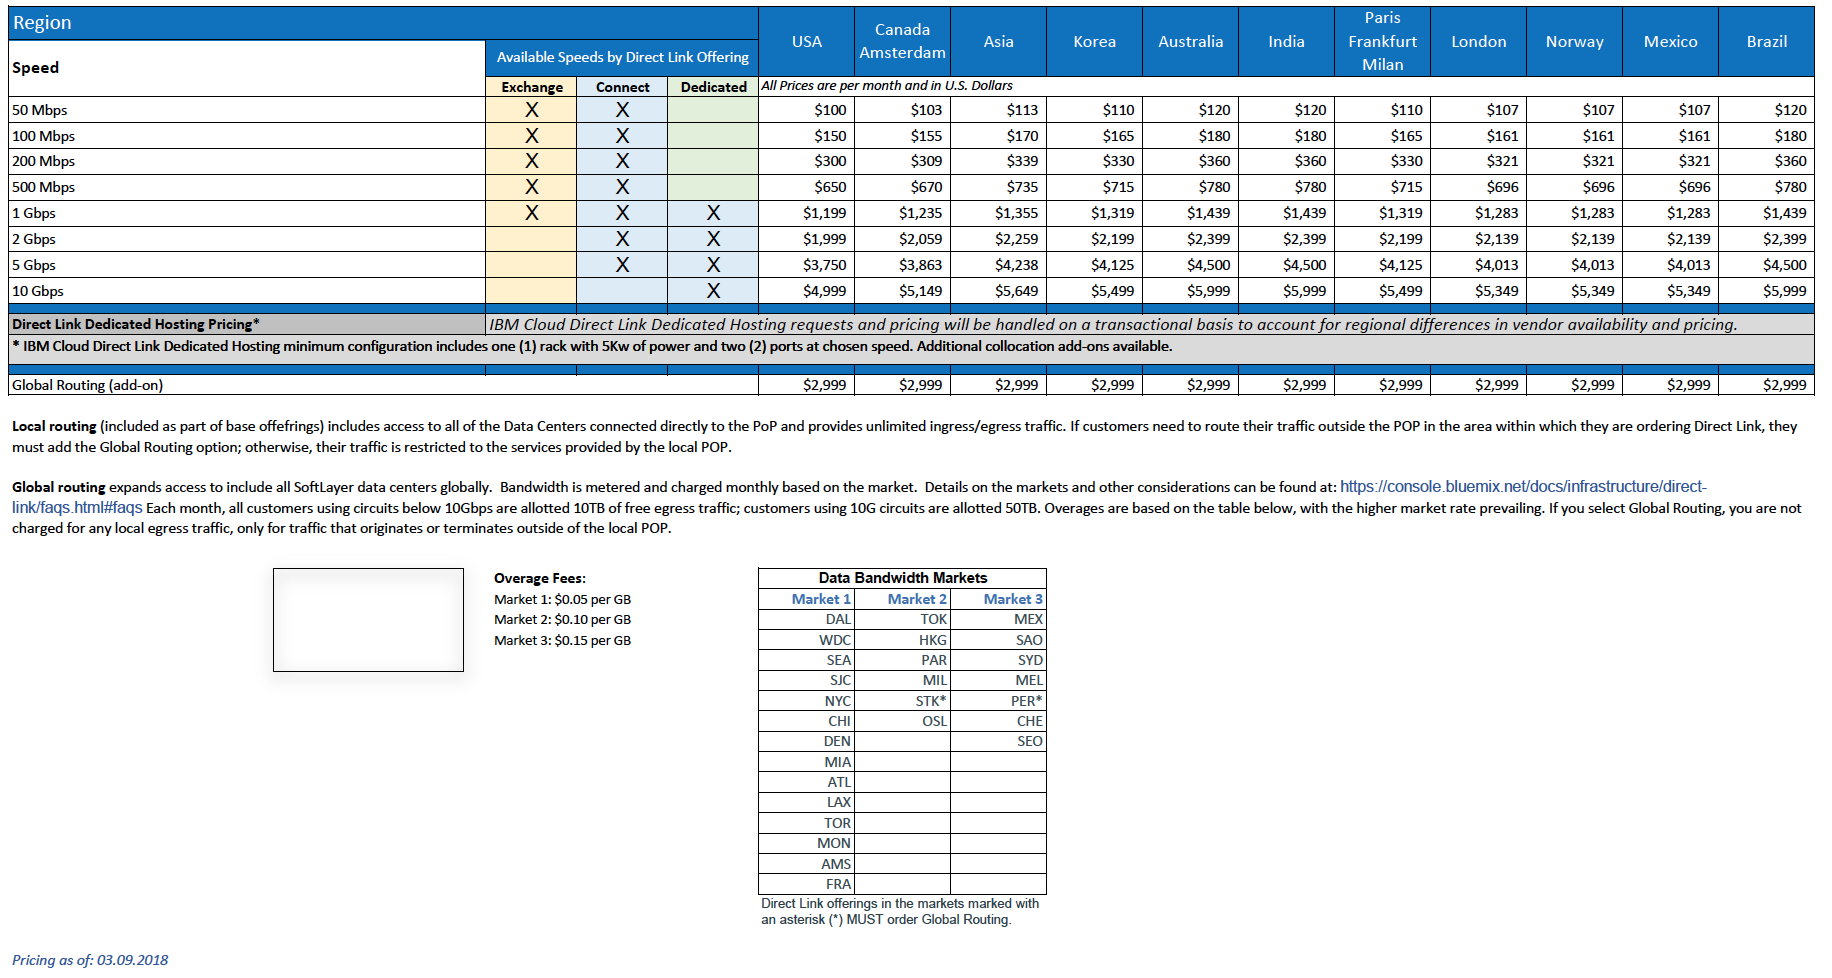 Region
USA
Canada
Amsterdam
Asia
Korea
Australia
India
Paris
Frankfurt
Milan
London
Norway
Mexico
Brazil
Speed
Available Speeds by Direct Link Offering
Exchange Connect Dedicated All Prices are per month and in U.S. Dollars
50 Mbps X X $100 $103 $113 $110 $120 $120 $110 $107 $107 $107 $120
100 Mbps X X $150 $155 $170 $165 $180 $180 $165 $161 $161 $161 $180
200 Mbps X X $300 $309 $339 $330 $360 $360 $330 $321 $321 $321 $360
500 Mbps X X $650 $670 $735 $715 $780 $780 $715 $696 $696 $696 $780
1 Gbps X X X $1,199 $1,235 $1,355 $1,319 $1,439 $1,439 $1,319 $1,283 $1,283 $1,283 $1,439
2 Gbps X X $1,999 $2,059 $2,259 $2,199 $2,399 $2,399 $2,199 $2,139 $2,139 $2,139 $2,399
5 Gbps X X $3,750 $3,863 $4,238 $4,125 $4,500 $4,500 $4,125 $4,013 $4,013 $4,013 $4,500
10 Gbps X $4,999 $5,149 $5,649 $5,499 $5,999 $5,999 $5,499 $5,349 $5,349 $5,349 $5,999
Direct Link Dedicated Hosting Pricing* IBM Cloud Direct Link Dedicated Hosting requests and pricing will be handled on a transactional basis to account for regional differences in vendor availability and pricing.
* IBM Cloud Direct Link Dedicated Hosting minimum configuration includes one (1) rack with 5Kw of power and two (2) ports at chosen speed. Additional collocation add-ons available.
Global Routing (add-on) $2,999 $2,999 $2,999 $2,999 $2,999 $2,999 $2,999 $2,999 $2,999 $2,999 $2,999
Local routing (included as part of base offefrings) includes access to all of the Data Centers connected directly to the PoP and provides unlimited ingress/egress traffic. If customers need to route their traffic outside the POP in the area within which they are ordering Direct Link, they
must add the Global Routing option; otherwise, their traffic is restricted to the services provided by the local POP.
Global routing expands access to include all SoftLayer data centers globally. Bandwidth is metered and charged monthly based on the market. Details on the markets and other considerations can be found at: https://console.bluemix.net/docs/infrastructure/direct-
link/faqs.html#faqs Each month, all customers using circuits below 10Gbps are allotted 10TB of free egress traffic; customers using 10G circuits are allotted 50TB. Overages are based on the table below, with the higher market rate prevailing. If you select Global Routing, you are not
charged for any local egress traffic, only for traffic that originates or terminates outside of the local POP.
Overage Fees:
Market 1: $0.05 per GB
Market 2: $0.10 per GB
Market 3: $0.15 per GB
Data Bandwidth Markets
Market 1 Market 2 Market 3
DAL TOK MEX
WDC HKG SAO
SEA PAR SYD
SJC MIL MEL
NYC STK* PER*
CHI OSL CHE
DEN SEO
MIA
ATL
LAX
TOR
MON
AMS
FRA
Direct Link offerings in the markets marked with
an asterisk (*) MUST order Global Routing.
Pricing as of: 03.09.2018